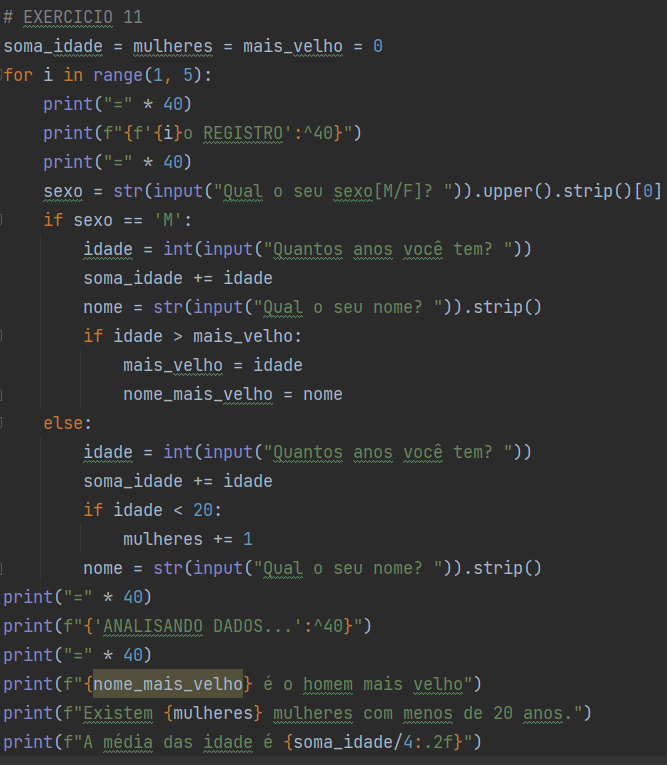 # EXERCICIO 11
soma_idade = mulheres = mais_velho = 0
for i in range(1, 5):
    print("=" * 40)
    print(f"{f'{i}o REGISTRO':^40}")
    print("=" * 40)
    sexo = str(input("Qual o seu sexo[M/F]? ")).upper().strip()[0]
    if sexo == 'M':
        idade = int(input("Quantos anos você tem? "))
        soma_idade += idade
        nome = str(input("Qual o seu nome? ")).strip()
        if idade > mais_velho:
            mais_velho = idade
            nome_mais_velho = nome
    else:
        idade = int(input("Quantos anos você tem? "))
        soma_idade += idade
        if idade < 20:
            mulheres += 1
        nome = str(input("Qual o seu nome? ")).strip()
print("=" * 40)
print(f"{'ANALISANDO DADOS...':^40}")
print("=" * 40)
print(f"{nome_mais_velho} é o homem mais velho")
print(f"Existem {mulheres} mulheres com menos de 20 anos.")
print(f"A média das idade é {soma_idade/4:.2f}")